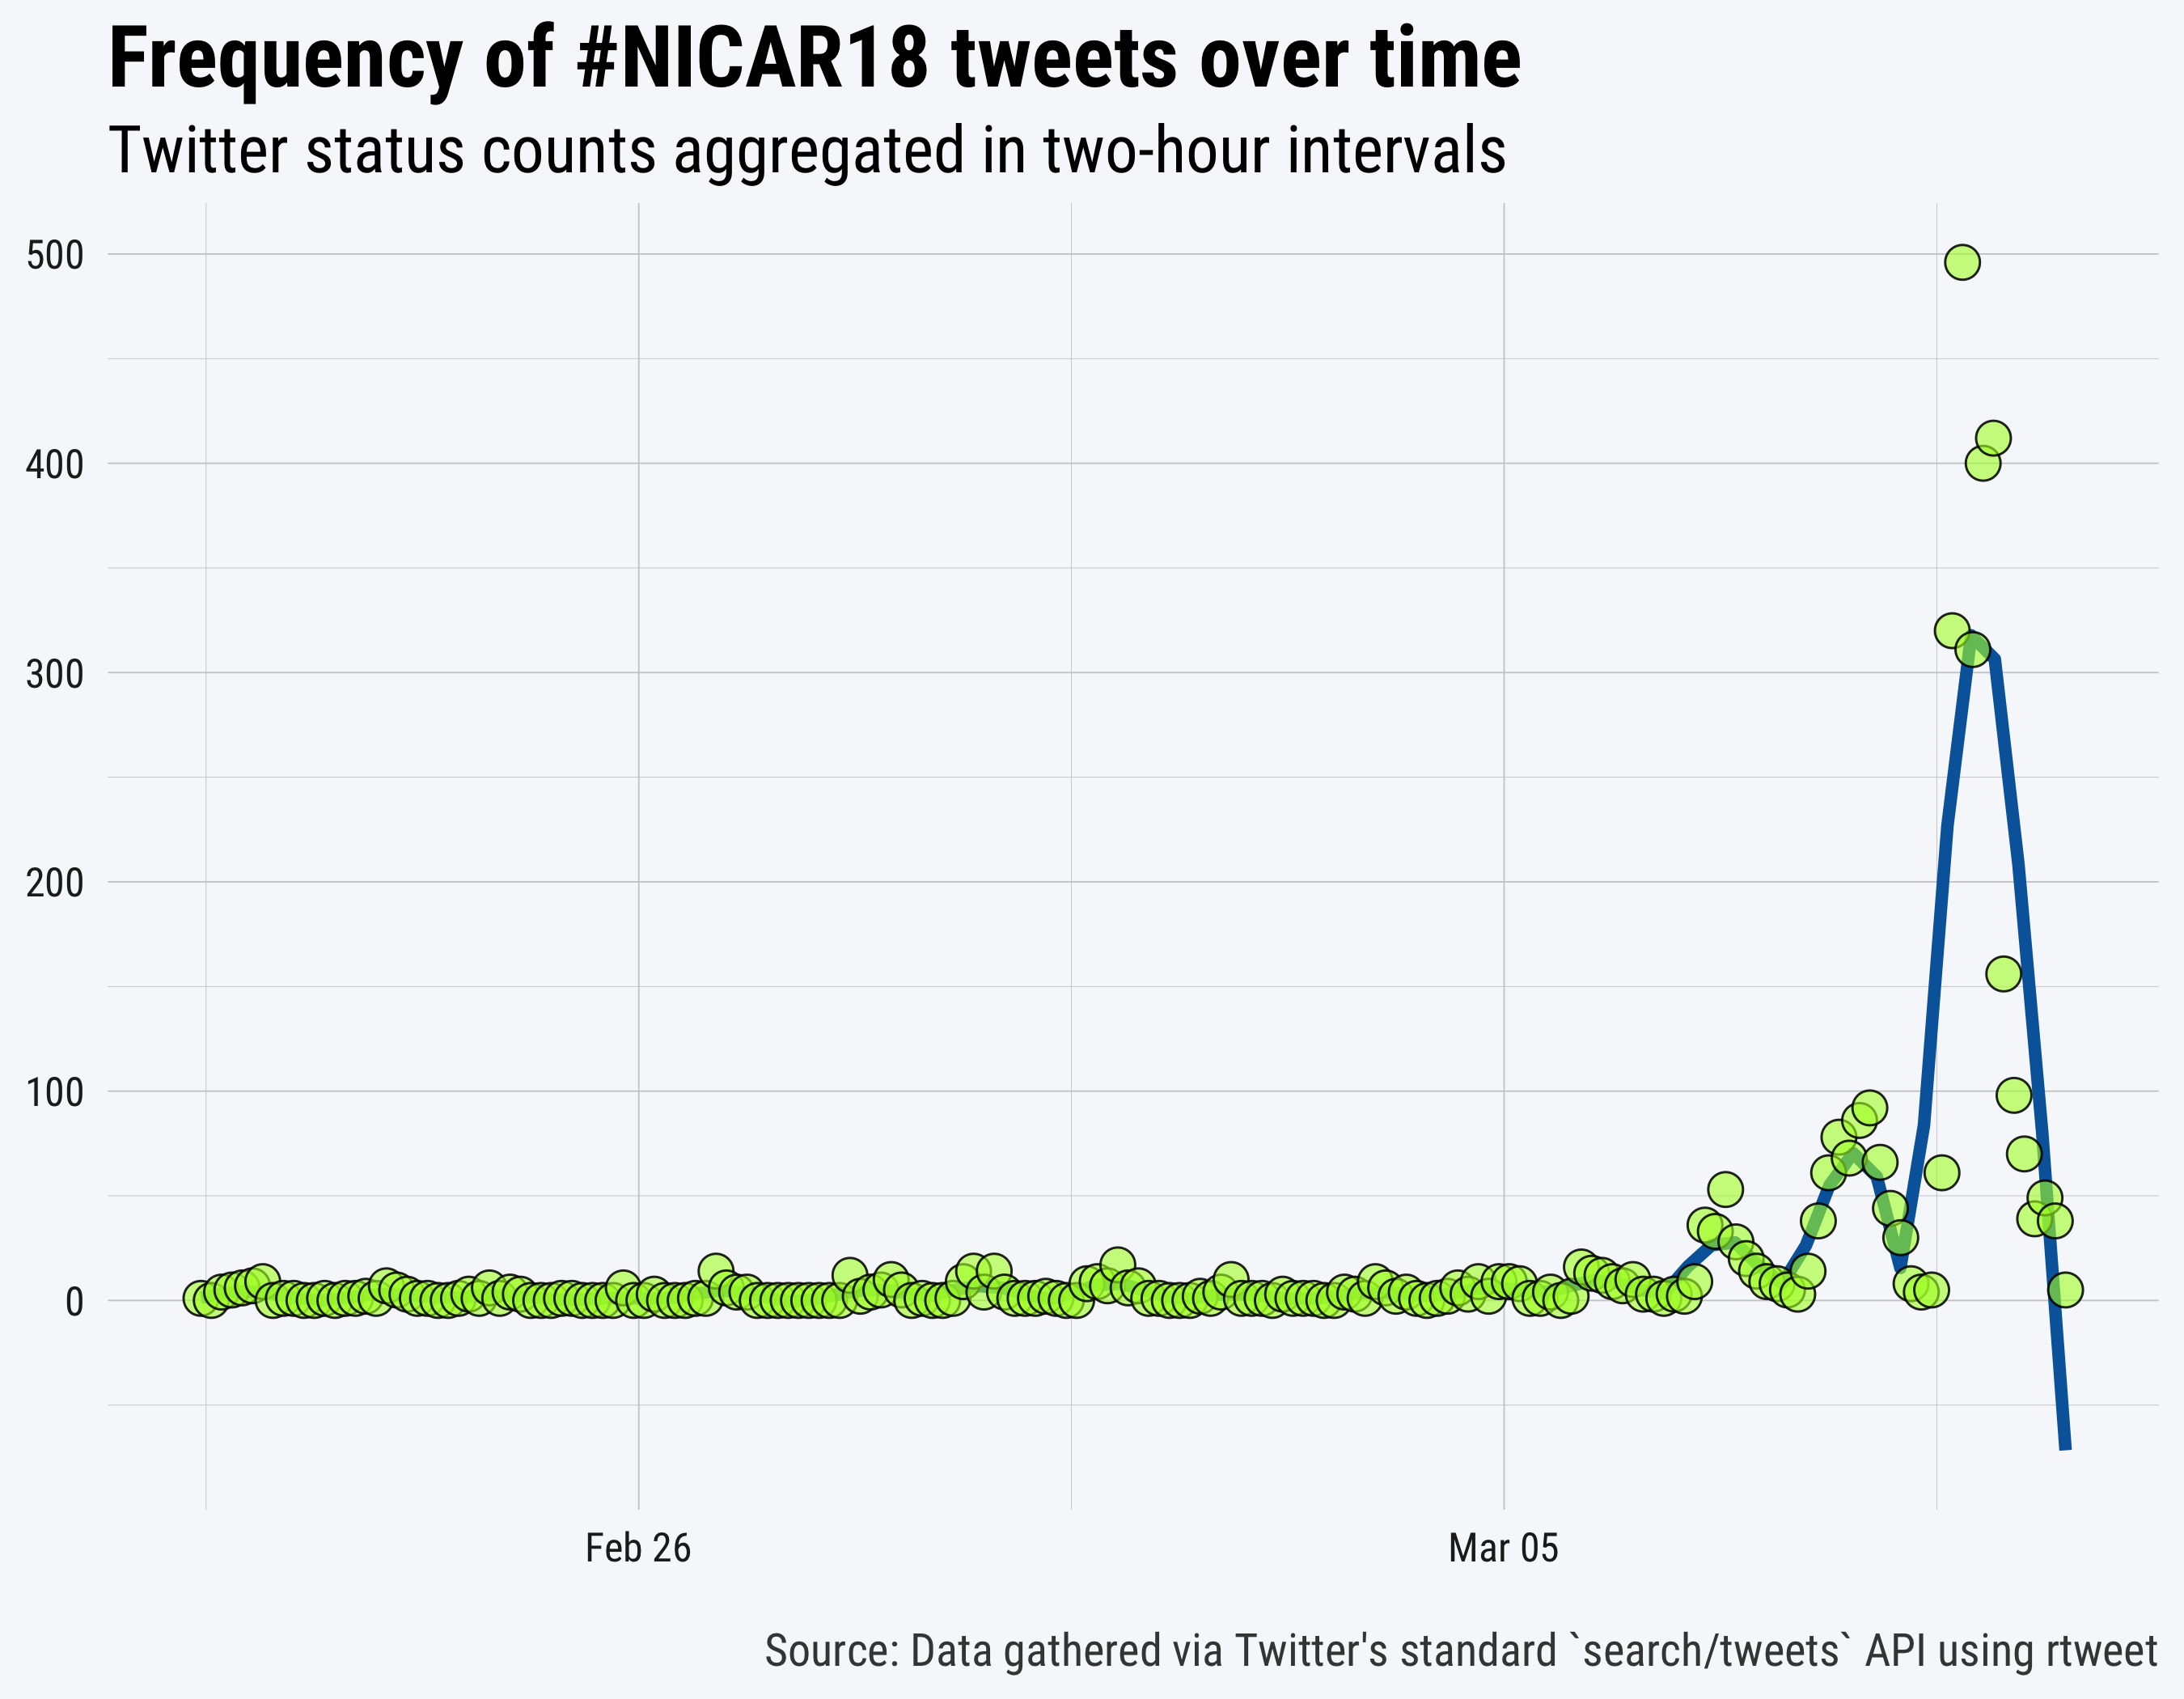 Frequency of #NICAR18 tweets over time
Twitter status counts aggregated in two-hour intervals
500
400
300
200
100
0
Feb 26 Mar 05
Source: Data gathered via Twitter's standard `search/tweets` API using rtweet